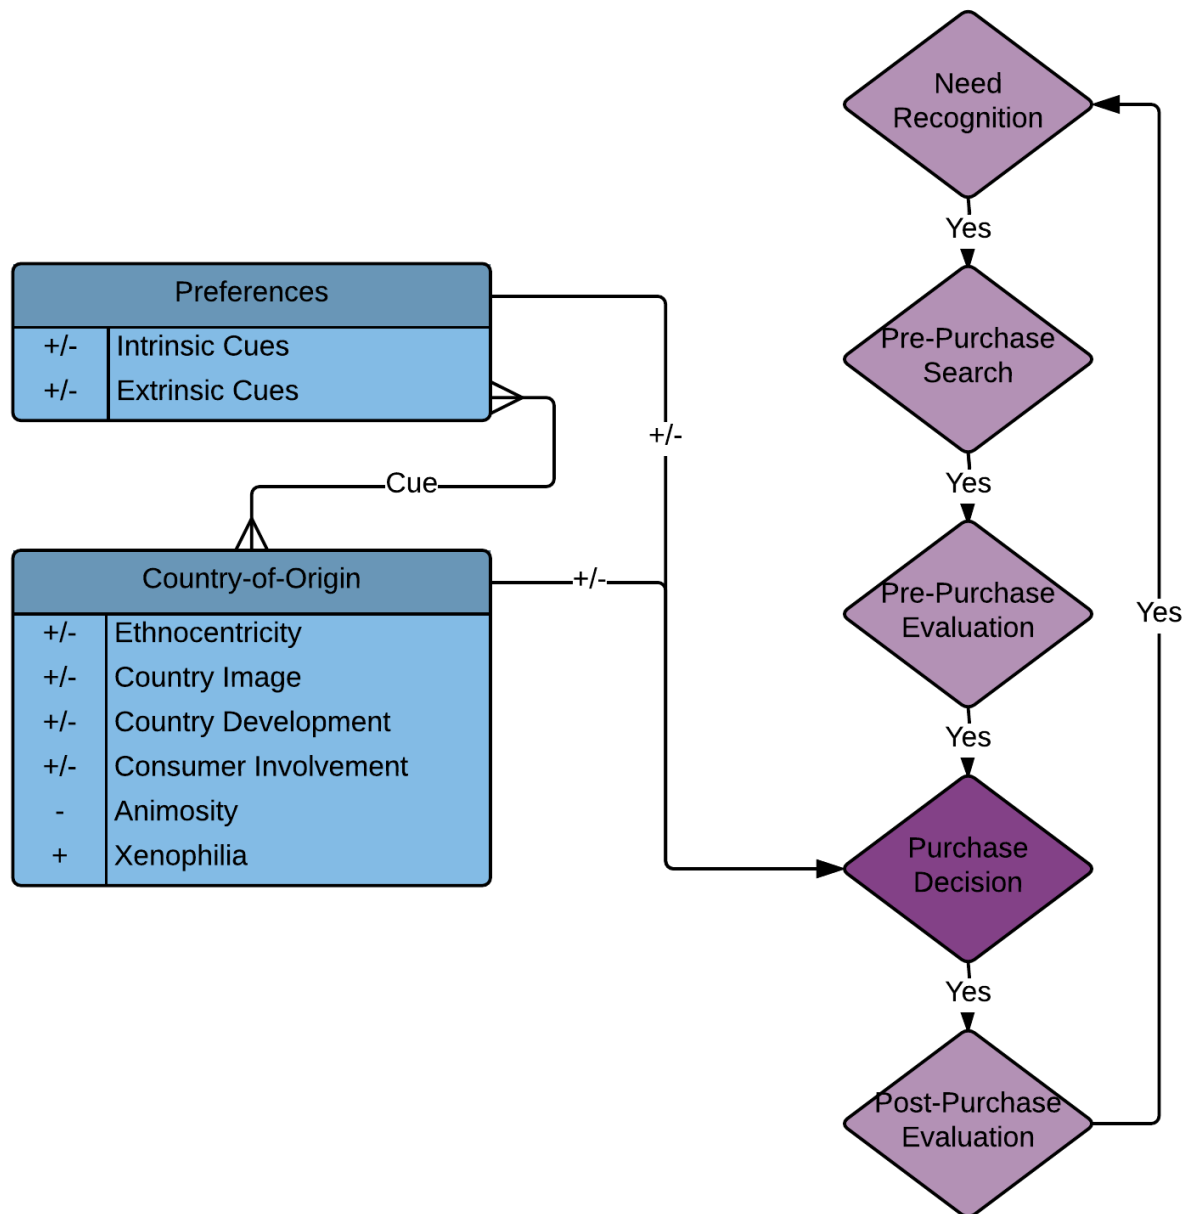 Need
Recognition
Yes
Preferences
+/- Intrinsic Cues
+/- Extrinsic Cues
Pre-Purchase
Search
+/-
Cue
Yes
Country-of-Origin
+/-
+/- Ethnocentricity
+/- Country Image
+/- Country Development
+/- Consumer Involvement
- Animosity
+ Xenophilia
Pre-Purchase
Evaluation
Yes
Yes
Purchase
Decision
Yes
Post-Purchase
Evaluation